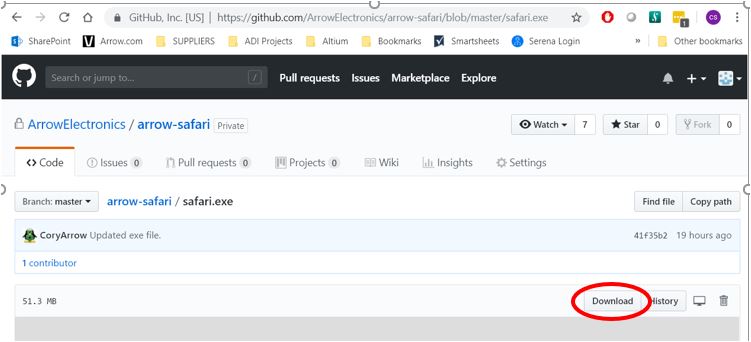 GitHub, Inc. [US] | https://github.com/ArrowElectronics/arrow-safari/blob/master/safari.exe
1
CS
SharePoint Arrow.com SUPPLIERS ADI Projects Altium Bookmarks Smartsheets Serena Login » Other bookmarks
Search or jump to... / Pull requests Issues Marketplace Explore
ArrowElectronics / arrow-safari Private Watch 7 Star 0 Fork 0
<> Code Issues 0 Pull requests 0 Projects 0 Wiki Insights Settings
Branch: master arrow-safari / safari.exe Find file Copy path
CoryArrow Updated exe file. 41f35b2 19 hours ago
1 contributor
51.3 MB Download History